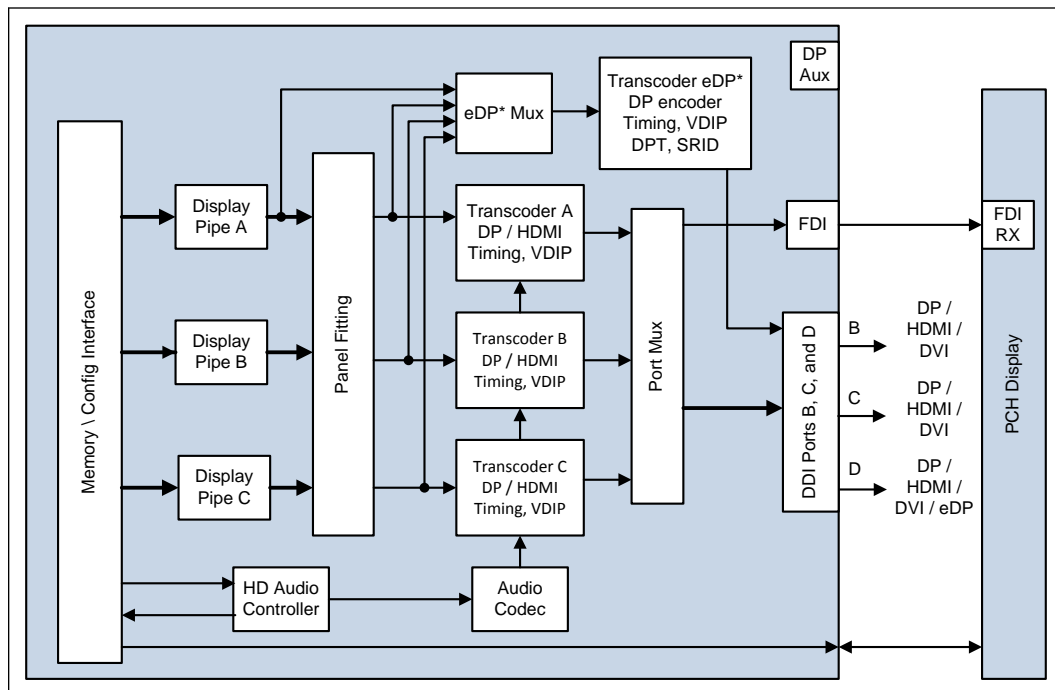 DP
Aux
Transcoder eDP*
DP encoder
Timing, VDIP
DPT, SRID
eDP* Mux
Memory \ Config Interface
Display
Pipe A
Display
Pipe B
Display
Pipe C
Panel Fitting
Transcoder A
DP / HDMI
Timing, VDIP
Transcoder B
DP / HDMI
Timing, VDIP
Transcoder C
DP / HDMI
Timing, VDIP
HD Audio
Controller
Audio
Codec
Port Mux
FDI
DDI Ports B, C, and D
B
DP /
HDMI /
DVI
C
DP /
HDMI /
DVI
D
DP /
HDMI /
DVI / eDP
FDI
RX
PCH Display